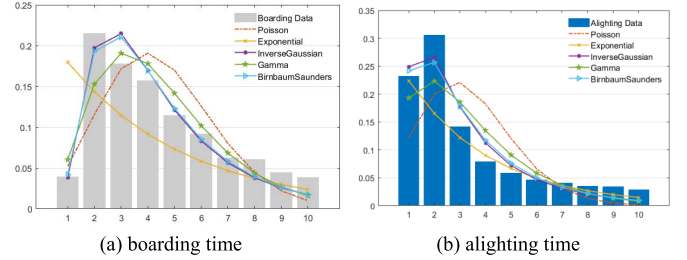 0.25
0.2
0.15
0.1
0.05
0
1 2 3 4 5 6 7 8 9 10
Boarding Data
Poisson
Exponential
InverseGaussian
Gamma
BirnbaumSaunders
(a) boarding time
0.35
0.3
0.25
0.2
0.15
0.1
0.05
0
1 2 3 4 5 6 7 8 9 10
Alighting Data
Poisson
Exponential
InverseGaussian
Gamma
BirnbaumSaunders
(b) alighting time